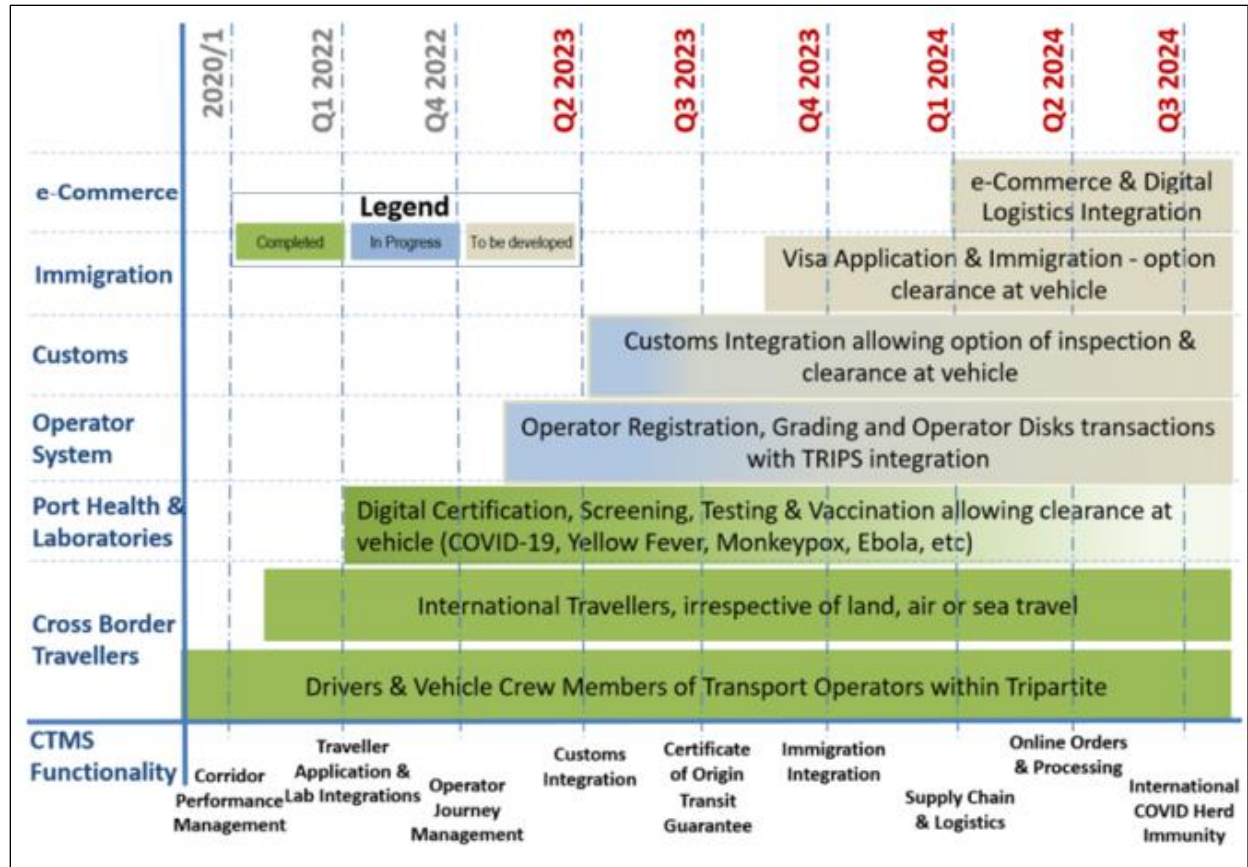 2020/1
Q1 2022
Q4 2022
Q2 2023
Q3 2023
Q4 2023
Q1 2024
Q2 2024
Q3 2024
e-Commerce
e-Commerce & Digital
Logistics Integration
Legend
Completed
In Progress
To be developed
Immigration
Visa Application & Immigration - option
clearance at vehicle
Customs
Customs Integration allowing option of inspection &
clearance at vehicle
Operator
System
Operator Registration, Grading and Operator Disks transactions
with TRIPS integration
Port Health &
Laboratories
Digital Certification, Screening, Testing & Vaccination allowing clearance at
vehicle (COVID-19, Yellow Fever, Monkeypox, Ebola, etc)
Cross Border
Travellers
International Travellers, irrespective of land, air or sea travel
Drivers & Vehicle Crew Members of Transport Operators within Tripartite
CTMS
Functionality
Corridor
Performance
Management
Traveller
Application &
Lab Integrations
Operator
Journey
Management
Customs
Integration
Certificate
of Origin
Transit
Guarantee
Immigration
Integration
Supply Chain
& Logistics
Online Orders
& Processing
International
COVID Herd
Immunity